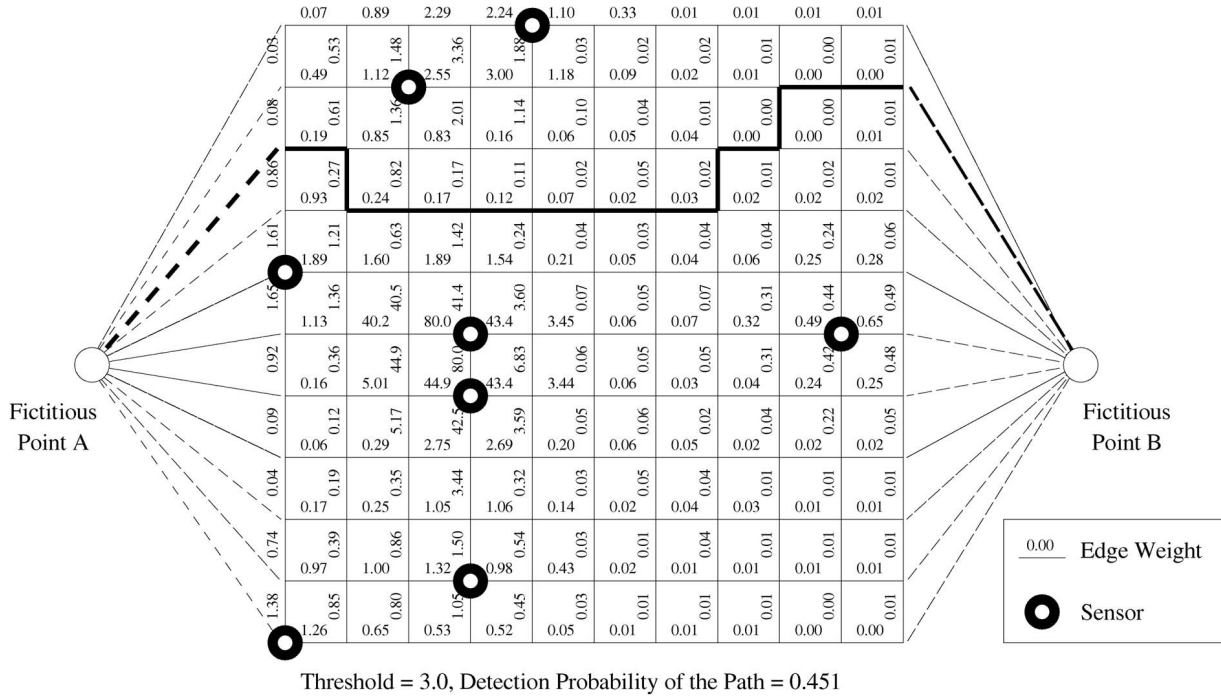 0.07 0.89 2.29 2.24 1.10 0.33 0.01 0.01 0.01 0.01
0.03 0.53 1.48 3.36 1.88 0.03 0.02 0.02 0.01 0.00 0.01
0.49 1.12 2.55 3.00 1.18 0.09 0.02 0.01 0.00 0.00
0.08 0.61 1.36 2.01 1.14 0.10 0.04 0.01 0.00 0.00 0.01
0.19 0.85 0.83 0.16 0.06 0.05 0.04 0.00 0.00 0.01
0.86 0.27 0.82 0.17 0.11 0.02 0.05 0.02 0.01 0.02 0.01
0.93 0.24 0.17 0.12 0.07 0.02 0.03 0.02 0.02 0.02
1.61 1.21 0.63 1.42 0.24 0.04 0.03 0.04 0.04 0.24 0.06
1.89 1.60 1.89 1.54 0.21 0.05 0.04 0.06 0.25 0.28
1.65 1.36 40.5 41.4 3.60 0.07 0.05 0.07 0.31 0.44 0.49
1.13 40.2 80.0 43.4 3.45 0.06 0.07 0.32 0.49 0.65
0.92 0.36 44.9 80.0 6.83 0.06 0.05 0.05 0.31 0.42 0.48
0.16 5.01 44.9 43.4 3.44 0.06 0.03 0.04 0.24 0.25
0.09 0.12 5.17 42.5 3.59 0.05 0.06 0.02 0.04 0.22 0.05
0.06 0.29 2.75 2.69 0.20 0.06 0.05 0.02 0.02 0.02
0.04 0.19 0.35 3.44 0.32 0.03 0.05 0.04 0.01 0.01 0.01
0.17 0.25 1.05 1.06 0.14 0.02 0.04 0.03 0.01 0.01
0.74 0.39 0.86 1.50 0.54 0.03 0.01 0.04 0.01 0.01 0.01
0.97 1.00 1.32 0.98 0.43 0.02 0.01 0.01 0.01 0.01
1.38 0.85 0.80 1.05 0.45 0.03 0.01 0.01 0.01 0.00 0.01
1.26 0.65 0.53 0.52 0.05 0.01 0.01 0.01 0.00 0.00
Fictitious
Point A
Fictitious
Point B
0.00 Edge Weight
Sensor
Threshold = 3.0, Detection Probability of the Path = 0.451